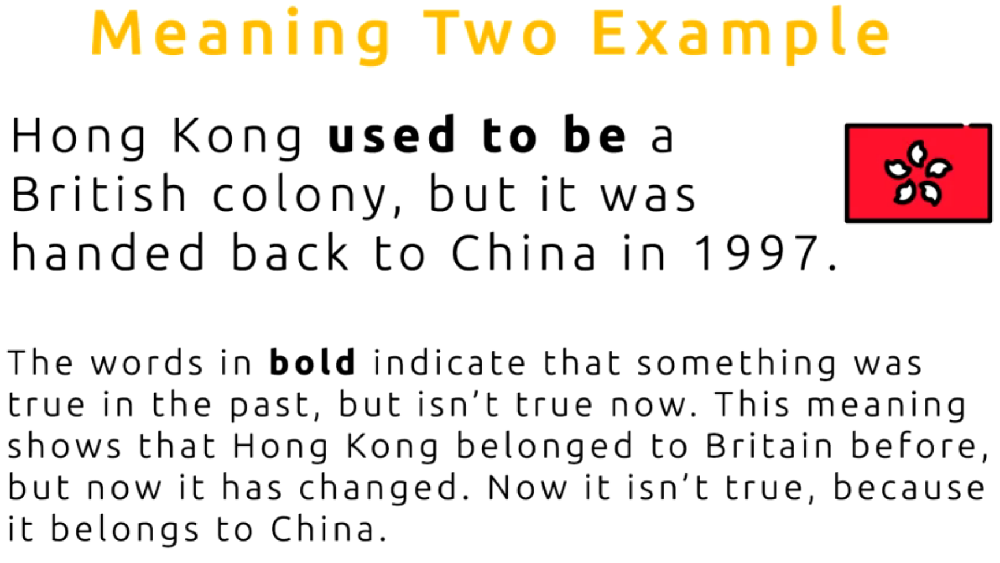 Meaning Two Example
Hong Kong used to be a
British colony, but it was
handed back to China in 1997.
The words in bold indicate that something was
true in the past, but isn’t true now. This meaning
shows that Hong Kong belonged to Britain before,
but now it has changed. Now it isn’t true, because
it belongs to China.